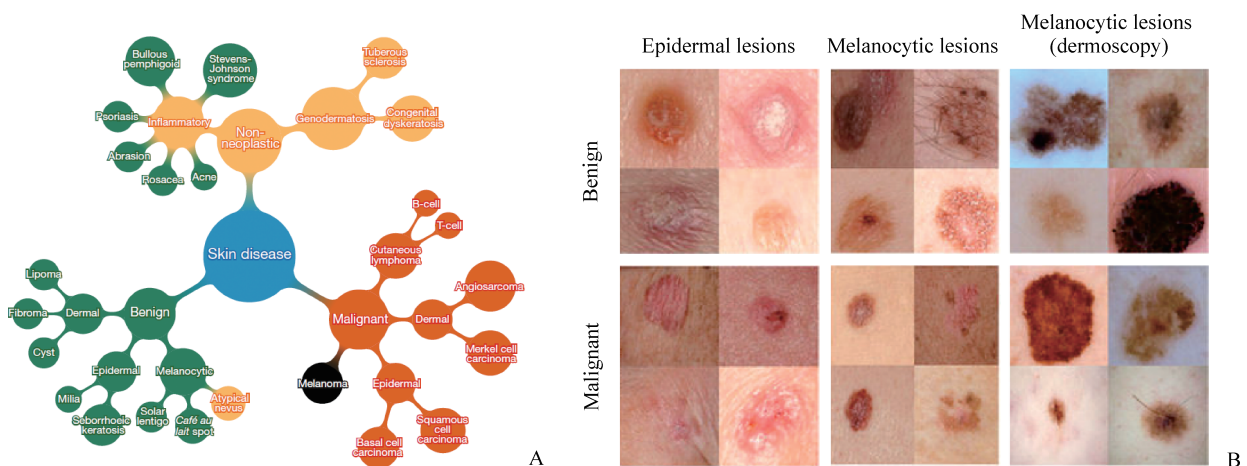 Bullous
pemphigoid
Stevens-
Johnson
syndrome
Psoriasis
Inflammatory
Abrasion
Rosacea
Acne
Non-
neoplastic
Genodermatosis
Tuberous
sclerosis
Congenital
dyskeratosis
Skin disease
B-cell
T-cell
Cutaneous
lymphoma
Malignant
Dermal
Angiosarcoma
Merkel cell
carcinoma
Melanoma
Epidermal
Basal cell
carcinoma
Squamous
cell
carcinoma
Benign
Dermal
Lipoma
Fibroma
Cyst
Epidermal
Milia
Seborrhoeic
keratosis
Melanocytic
Solar
lentigo
Café au
lait spot
Atypical
nevus
A
Epidermal lesions
Melanocytic lesions
Melanocytic lesions
(dermoscopy)
Benign
Malignant
B